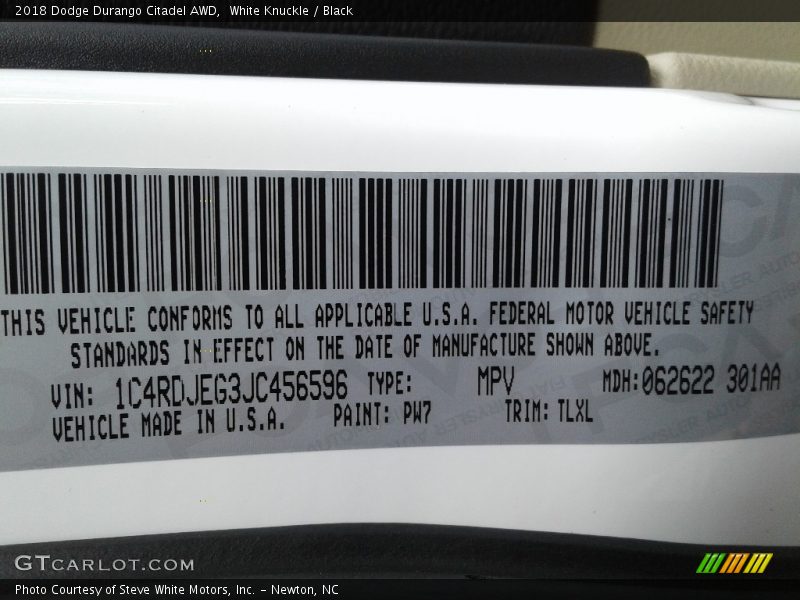 2018 Dodge Durango Citadel AWD,  White Knuckle / Black
THIS VEHICLE CONFORMS TO ALL APPLICABLE U.S.A. FEDERAL MOTOR VEHICLE SAFETY
STANDARDS IN EFFECT ON THE DATE OF MANUFACTURE SHOWN ABOVE.
VIN: 1C4RDJEG3JC456596 TYPE: MPV MDH:062622 301AA
VEHICLE MADE IN U.S.A. PAINT: PW7 TRIM: TLXL
GTCARLOT.COM
Photo Courtesy of Steve White Motors, Inc. – Newton, NC